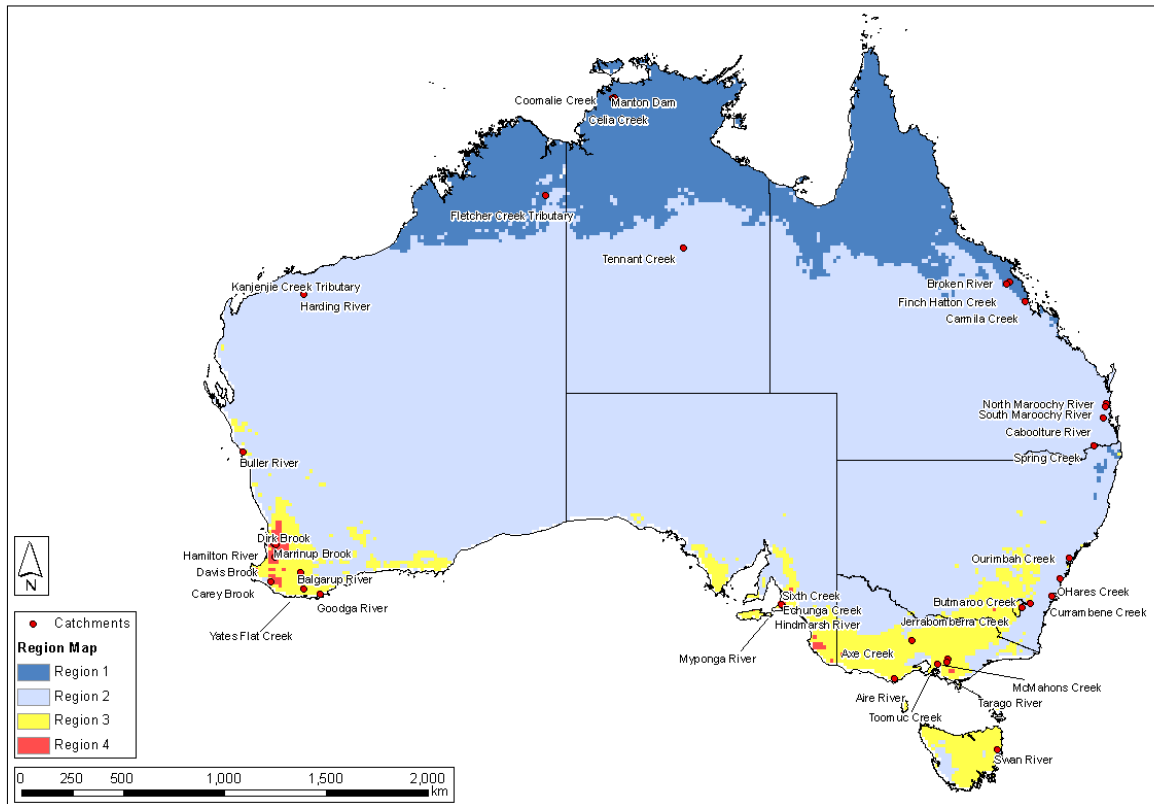 Coomalie Creek
Manton Dam
Celia Creek
Fletcher Creek Tributary
Tennant Creek
Kanjenjie Creek Tributary
Harding River
Broken River
Finch Hatton Creek
Carmila Creek
North Maroochy River
South Maroochy River
Caboolture River
Spring Creek
Buller River
Dirk Brook
Hamilton River
Marrinup Brook
Davis Brook
Balgarup River
Carey Brook
Goodga River
Yates Flat Creek
Ourimbah Creek
OHares Creek
Sixth Creek
Echunga Creek
Hindmarsh River
Butmaroo Creek
Currambene Creek
Jerrabomberra Creek
Myponga River
Axe Creek
McMahons Creek
Aire River
Tarago River
Toomuc Creek
Swan River
N
Catchments
Region Map
Region 1
Region 2
Region 3
Region 4
0 250 500 1,000 1,500 2,000
km